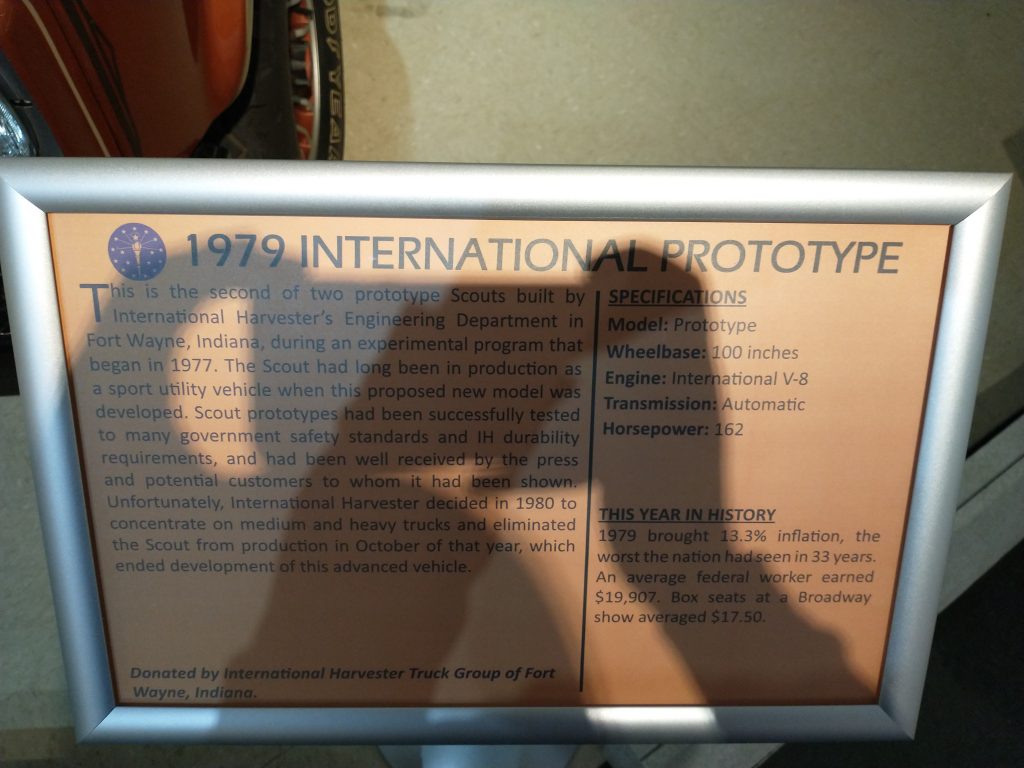 GOODYEAR
1979 INTERNATIONAL PROTOTYPE
This is the second of two prototype Scouts built by
International Harvester's Engineering Department in
Fort Wayne, Indiana, during an experimental program that
began in 1977. The Scout had long been in production as
a sport utility vehicle when this proposed new model was
developed. Scout prototypes had been successfully tested
to many government safety standards and IH durability
requirements, and had been well received by the press
and potential customers to whom it had been shown.
Unfortunately, International Harvester decided in 1980 to
concentrate on medium and heavy trucks and eliminated
the Scout from production in October of that year, which
ended development of this advanced vehicle.
Donated by International Harvester Truck Group of Fort
Wayne, Indiana.
SPECIFICATIONS
Model: Prototype
Wheelbase: 100 inches
Engine: International V-8
Transmission: Automatic
Horsepower: 162
THIS YEAR IN HISTORY
1979 brought 13.3% inflation, the
worst the nation had seen in 33 years.
An average federal worker earned
$19,907. Box seats at a Broadway
show averaged $17.50.